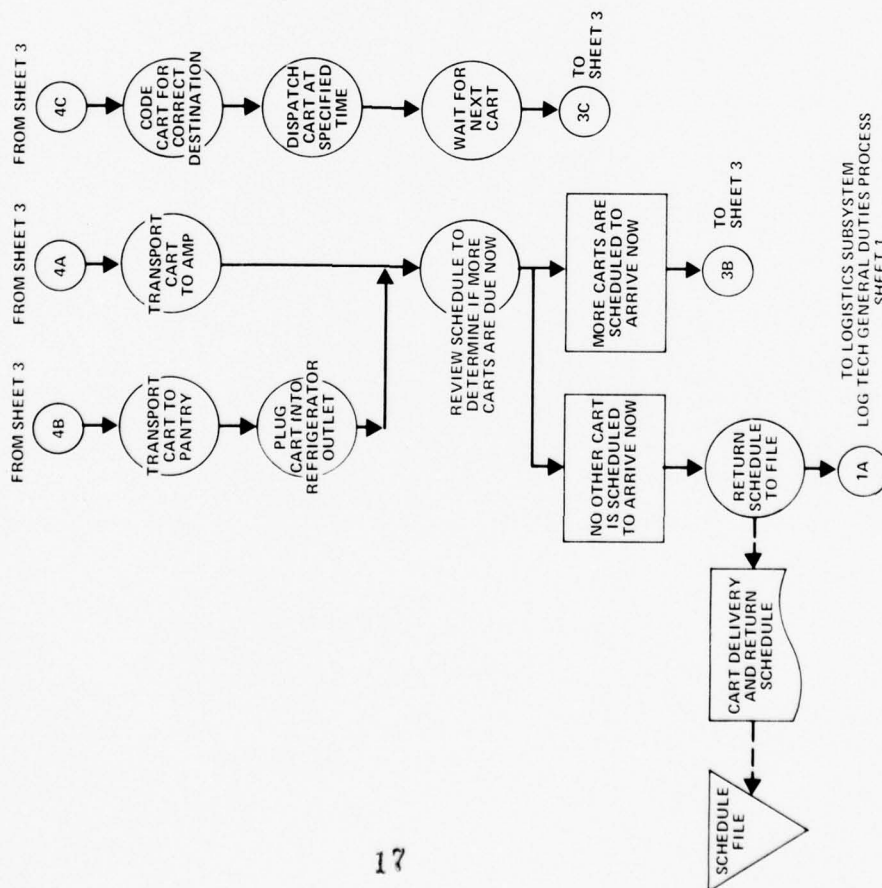 FROM SHEET 3
4B
TRANSPORT
CART TO
PANTRY
PLUG
CART INTO
REFRIGERATOR
OUTLET
FROM SHEET 3
4A
TRANSPORT
CART
TO AMP
FROM SHEET 3
4C
CODE
CART FOR
CORRECT
DESTINATION
DISPATCH
CART AT
SPECIFIED
TIME
WAIT FOR
NEXT
CART
3C
TO
SHEET 3
REVIEW SCHEDULE TO
DETERMINE IF MORE
CARTS ARE DUE NOW
NO OTHER CART
IS SCHEDULED
TO ARRIVE NOW
MORE CARTS ARE
SCHEDULED TO
ARRIVE NOW
3B
TO
SHEET 3
RETURN
SCHEDULE
TO FILE
1A
TO LOGISTICS SUBSYSTEM
LOG TECH GENERAL DUTIES PROCESS
SHEET 1
CART DELIVERY
AND RETURN
SCHEDULE
SCHEDULE
FILE
17